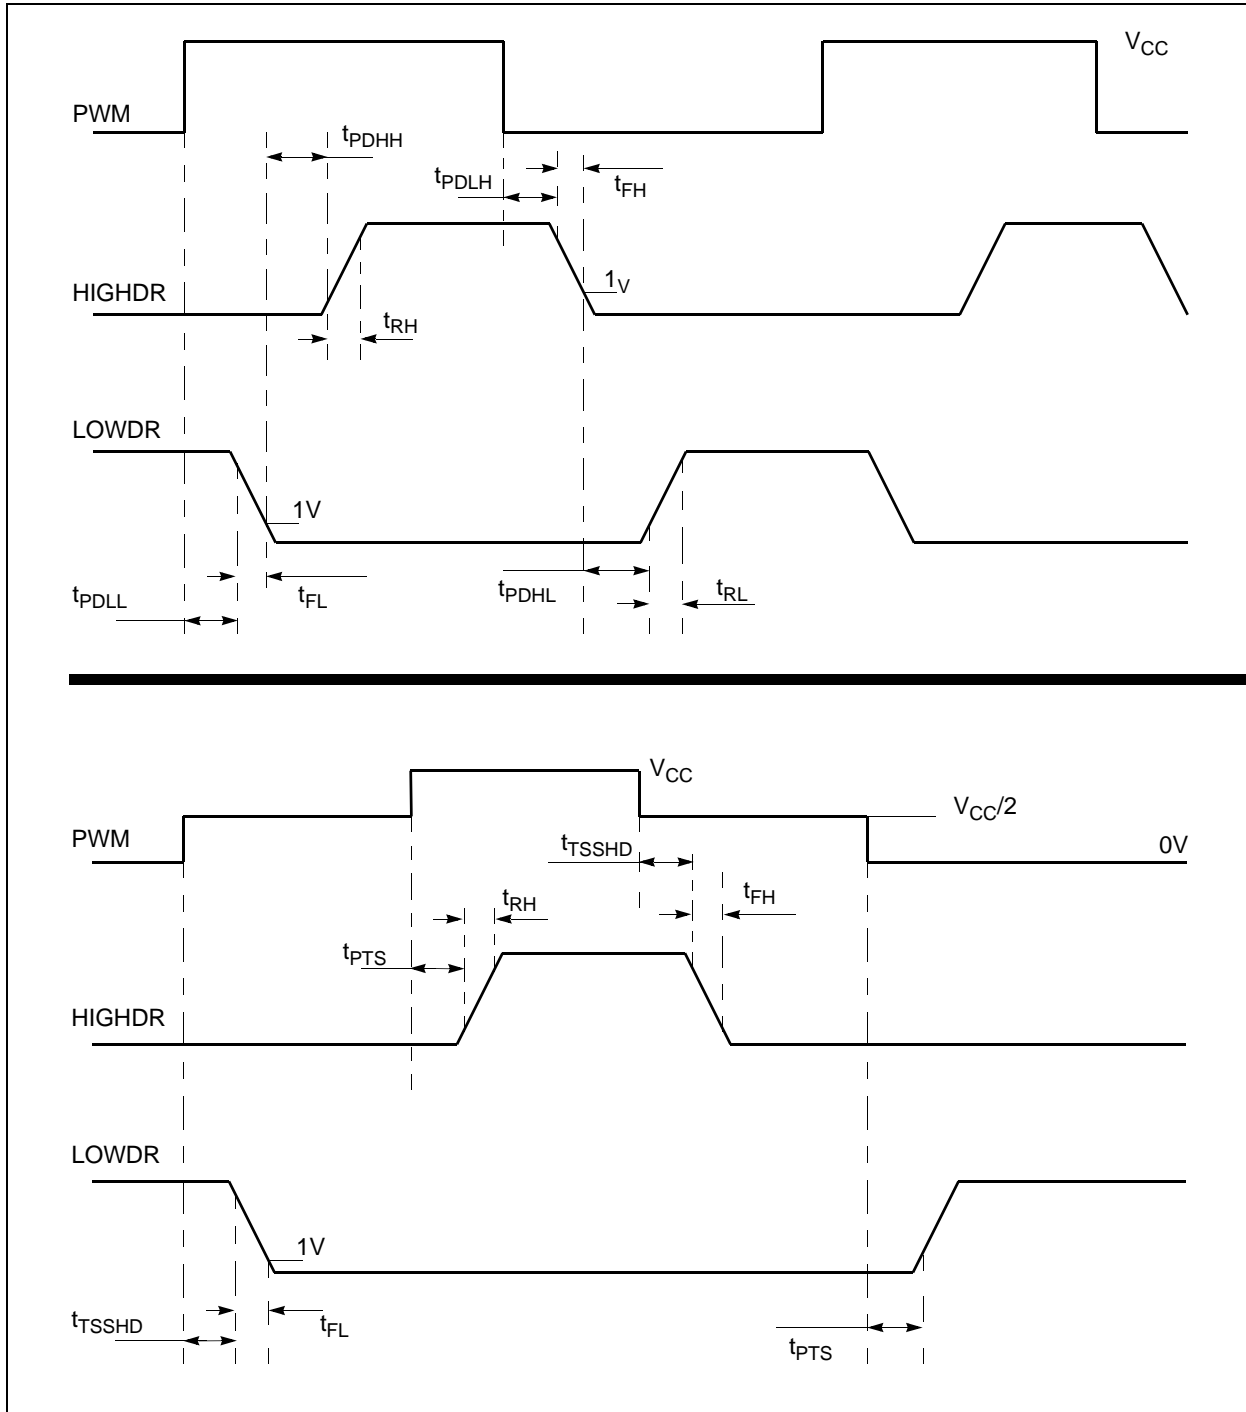 V_CC
PWM
t_PDHH
t_PDLH
t_FH
1V
HIGHDR
t_RH
LOWDR
1V
t_PDLL
t_FL
t_PDHL
t_RL
V_CC
V_CC/2
PWM
0V
t_TSSHD
t_RH
t_FH
t_PTS
HIGHDR
LOWDR
1V
t_TSSHD
t_FL
t_PTS